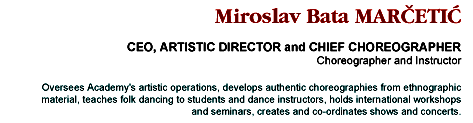 Miroslav Bata MARČETIĆ
CEO, ARTISTIC DIRECTOR and CHIEF CHOREOGRAPHER
Choreographer and Instructor
Oversees Academy's artistic operations, develops authentic choreographies from ethnographic
material, teaches folk dancing to students and dance instructors, holds international workshops
and seminars, creates and co-ordinates shows and concerts.